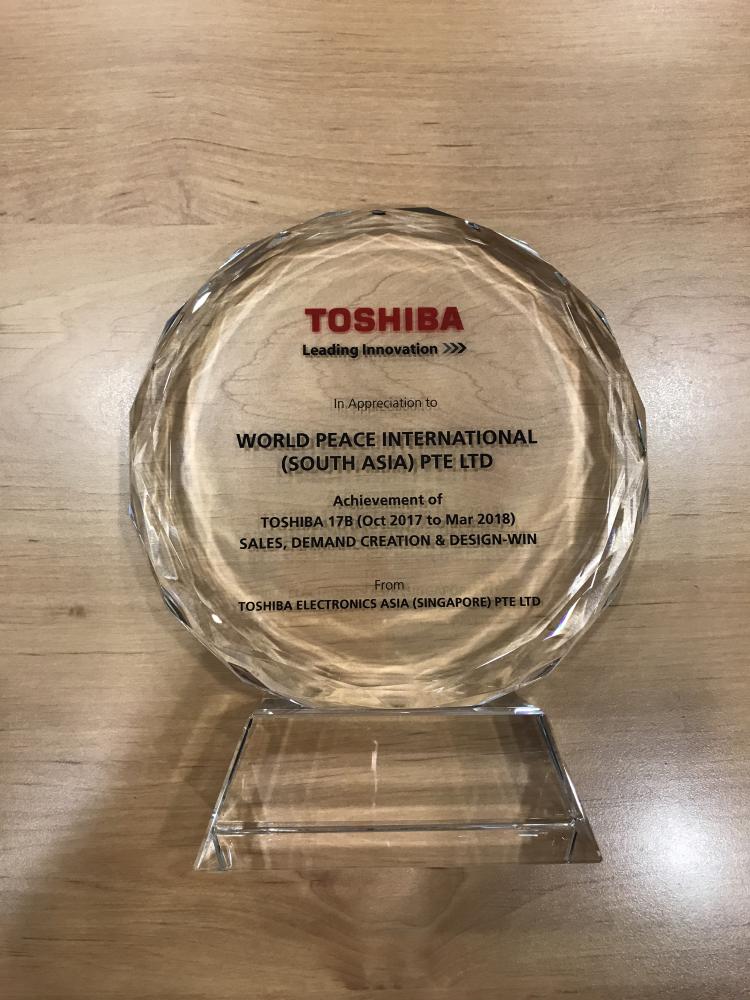 TOSHIBA
Leading Innovation >>>
In Appreciation to
WORLD PEACE INTERNATIONAL
(SOUTH ASIA) PTE LTD
Achievement of
TOSHIBA 17B (Oct 2017 to Mar 2018)
SALES, DEMAND CREATION & DESIGN-WIN
From
TOSHIBA ELECTRONICS ASIA (SINGAPORE) PTE LTD